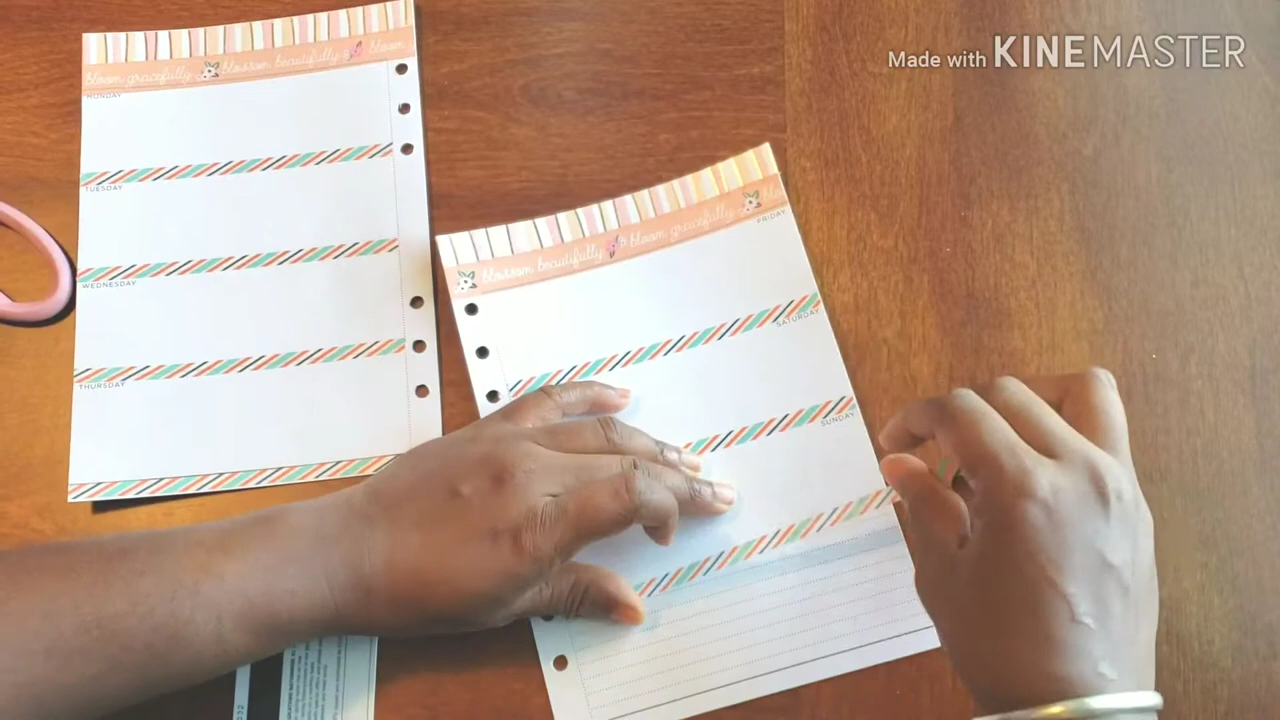 Made with KINEMASTER
bloom gracefully blossom beautifully bloom
MONDAY
TUESDAY
WEDNESDAY
THURSDAY
blossom beautifully bloom gracefully
FRIDAY
SATURDAY
SUNDAY